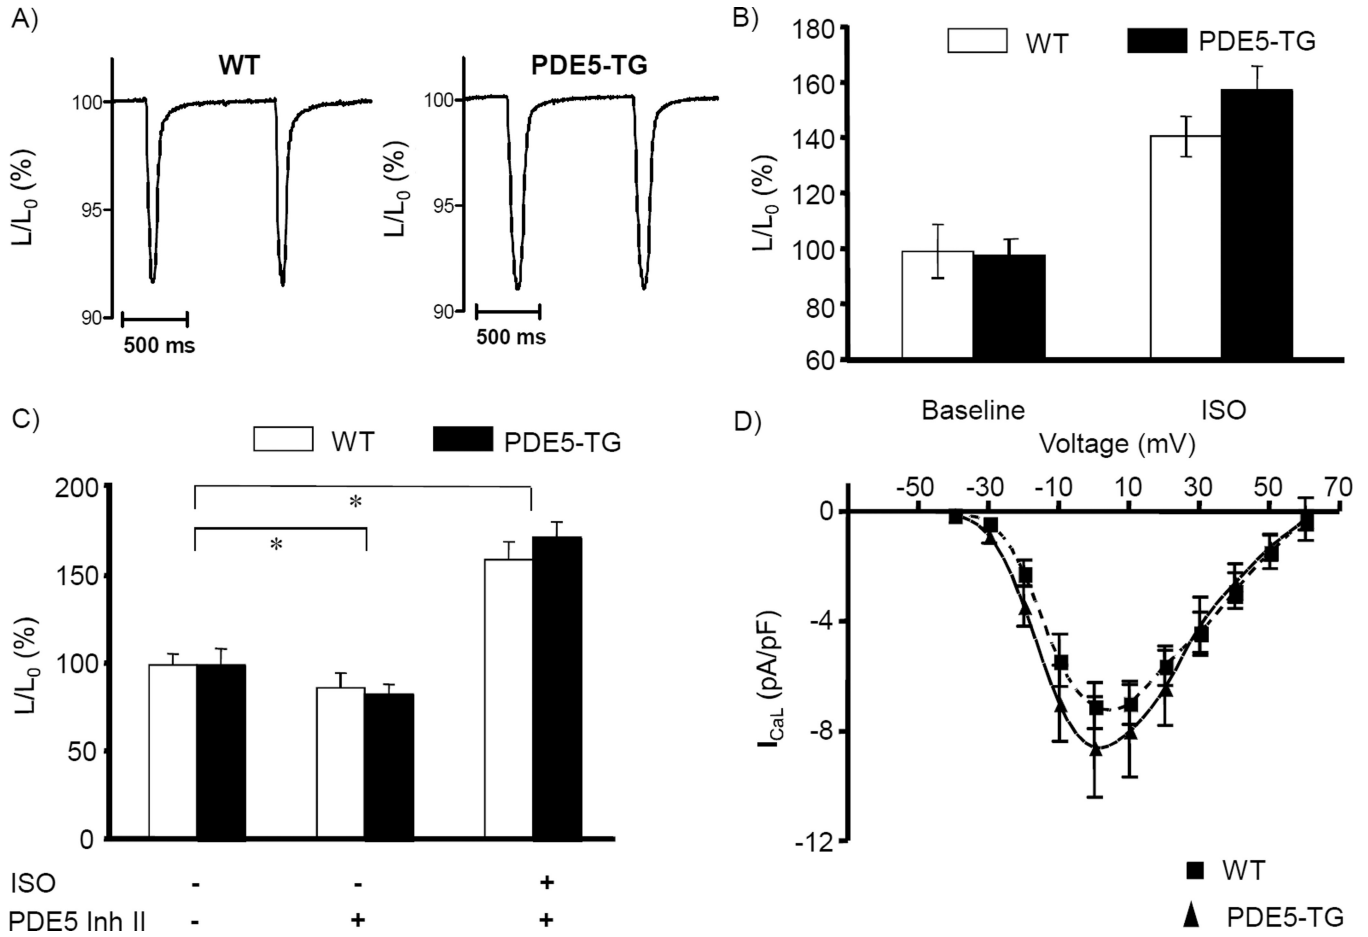 A)
WT
PDE5-TG
100
95
90
L/L0 (%)
500 ms
100
95
90
L/L0 (%)
500 ms
B)
WT
PDE5-TG
180
160
140
120
100
80
60
L/L0 (%)
Baseline
ISO
C)
WT
PDE5-TG
200
150
100
50
0
L/L0 (%)
*
*
ISO - - +
PDE5 Inh II - + +
D)
Voltage (mV)
-50 -30 -10 10 30 50 70
0
-4
-8
-12
ICaL (pA/pF)
WT
PDE5-TG